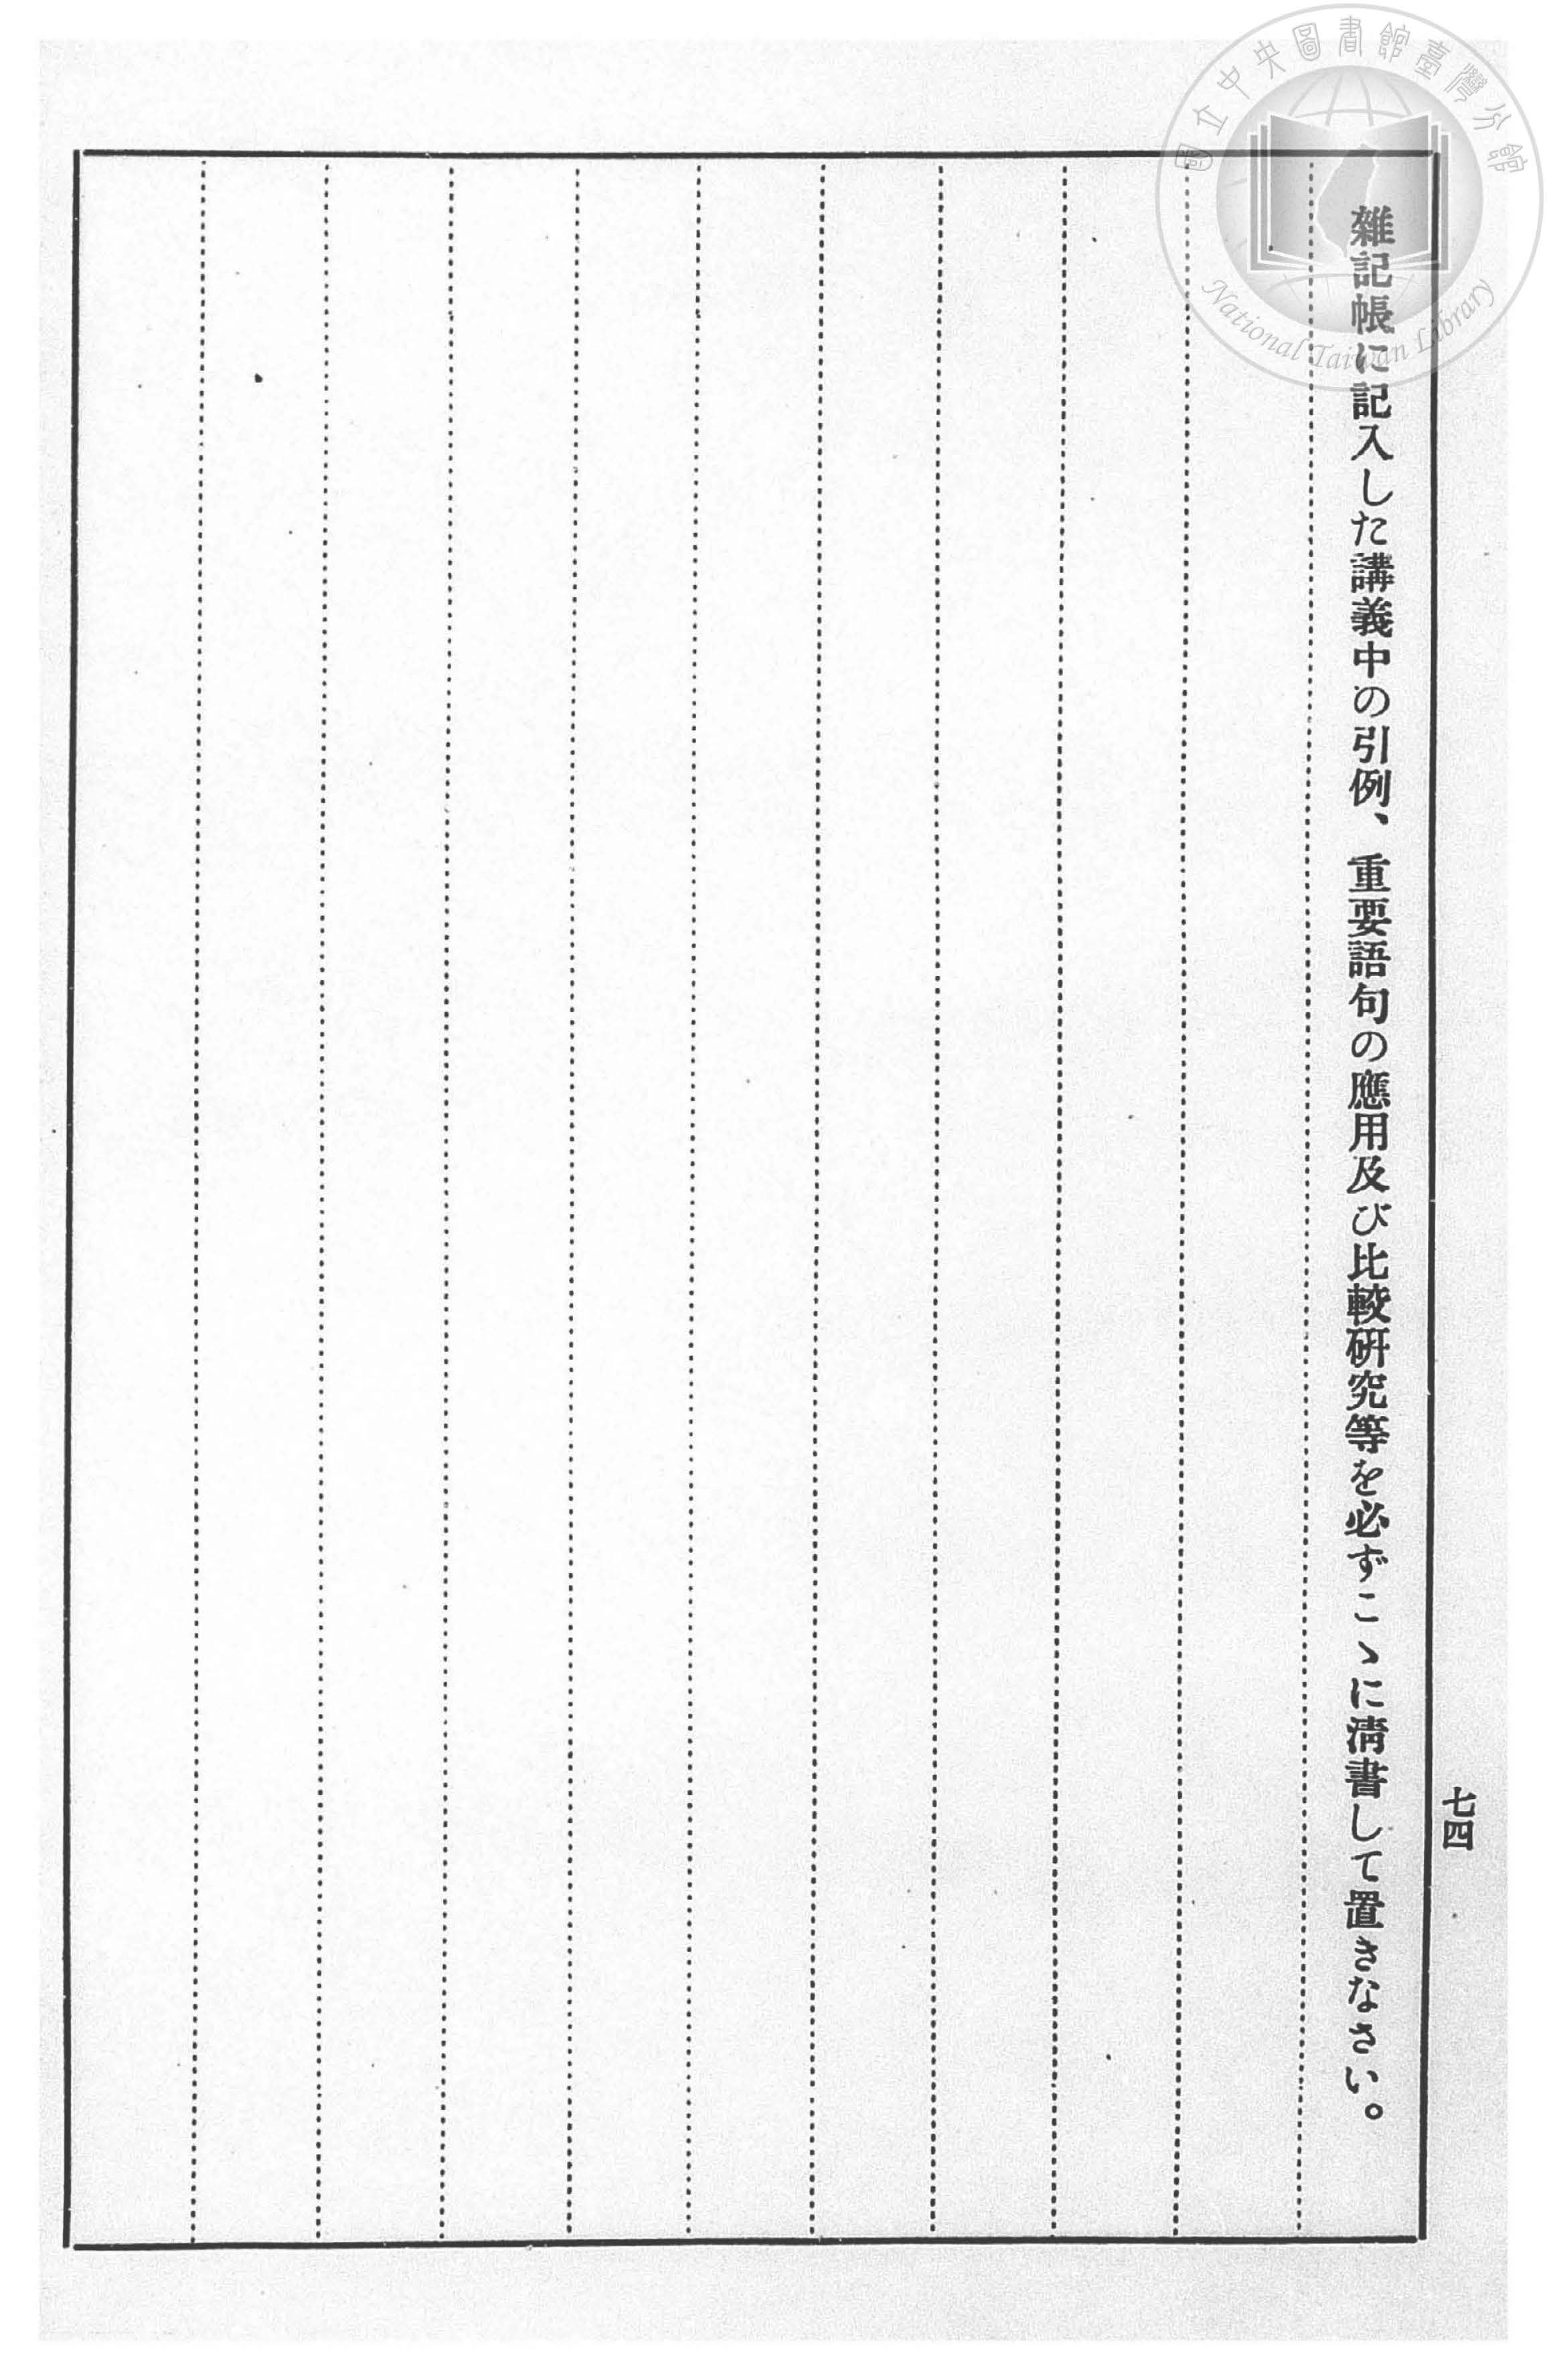 國立中央圖書館臺灣分館
National Taiwan Library
七四
雜記帳に記入した講義中の引例、重要語句の應用及び比較硏究等を必ずこゝに淸書して置きなさい。